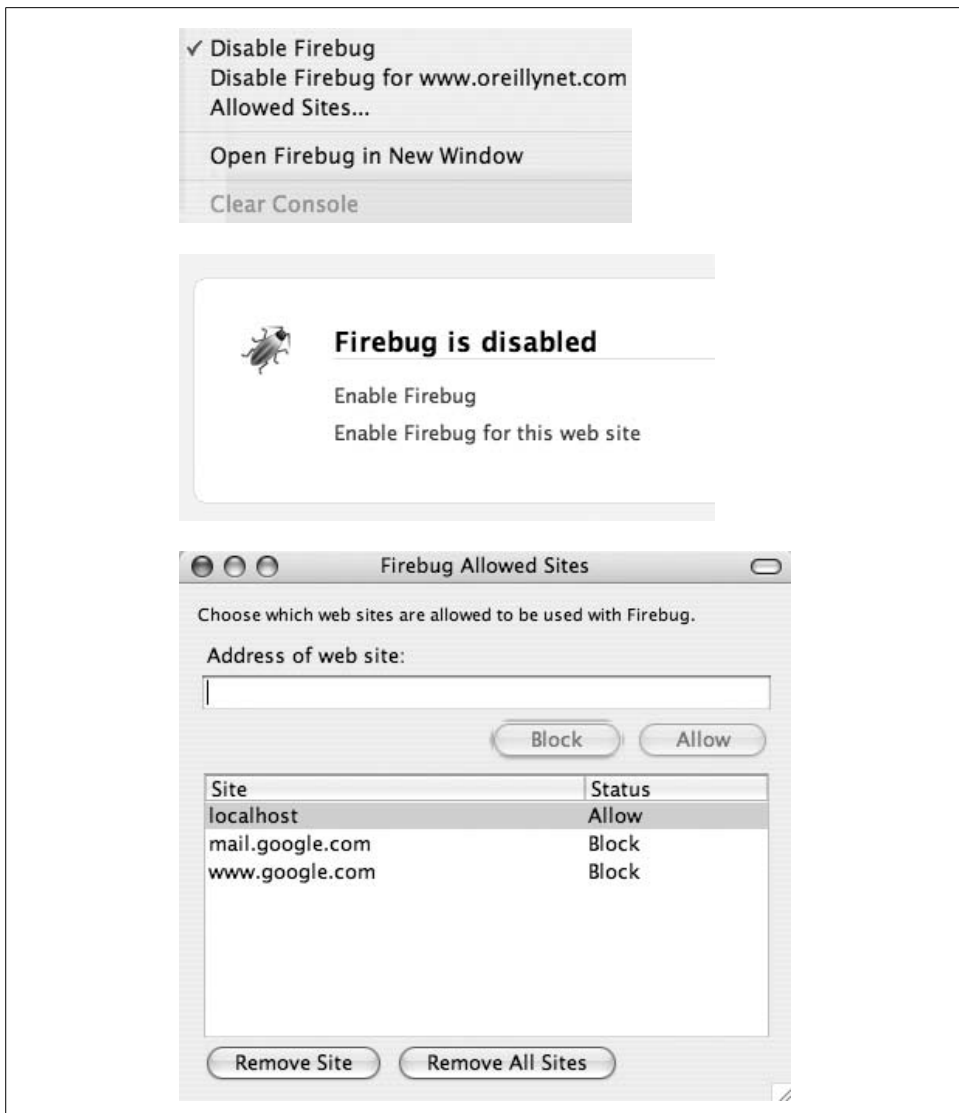 ✓ Disable Firebug
Disable Firebug for www.oreillynet.com
Allowed Sites...
Open Firebug in New Window
Clear Console
Firebug is disabled
Enable Firebug
Enable Firebug for this web site
Firebug Allowed Sites
Choose which web sites are allowed to be used with Firebug.
Address of web site:
Block Allow
Site Status
localhost Allow
mail.google.com Block
www.google.com Block
Remove Site Remove All Sites